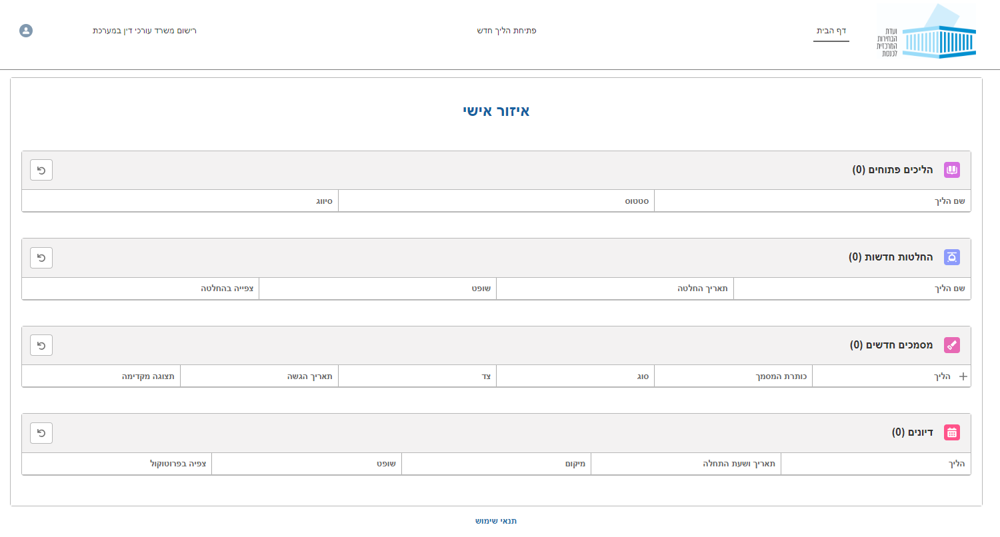 ועדת
הבחירות
המרכזית
לכנסת
דף הבית
פתיחת הליך חדש
רישום משרד עורכי דין במערכת
איזור אישי
הליכים פתוחים (0)
שם הליך סטטוס סיווג
החלטות חדשות (0)
שם הליך תאריך החלטה שופט צפייה בהחלטה
מסמכים חדשים (0)
הליך כותרת המסמך סוג צד תאריך הגשה תצוגה מקדימה
דיונים (0)
הליך תאריך ושעת התחלה מיקום שופט צפיה בפרוטוקול
תנאי שימוש